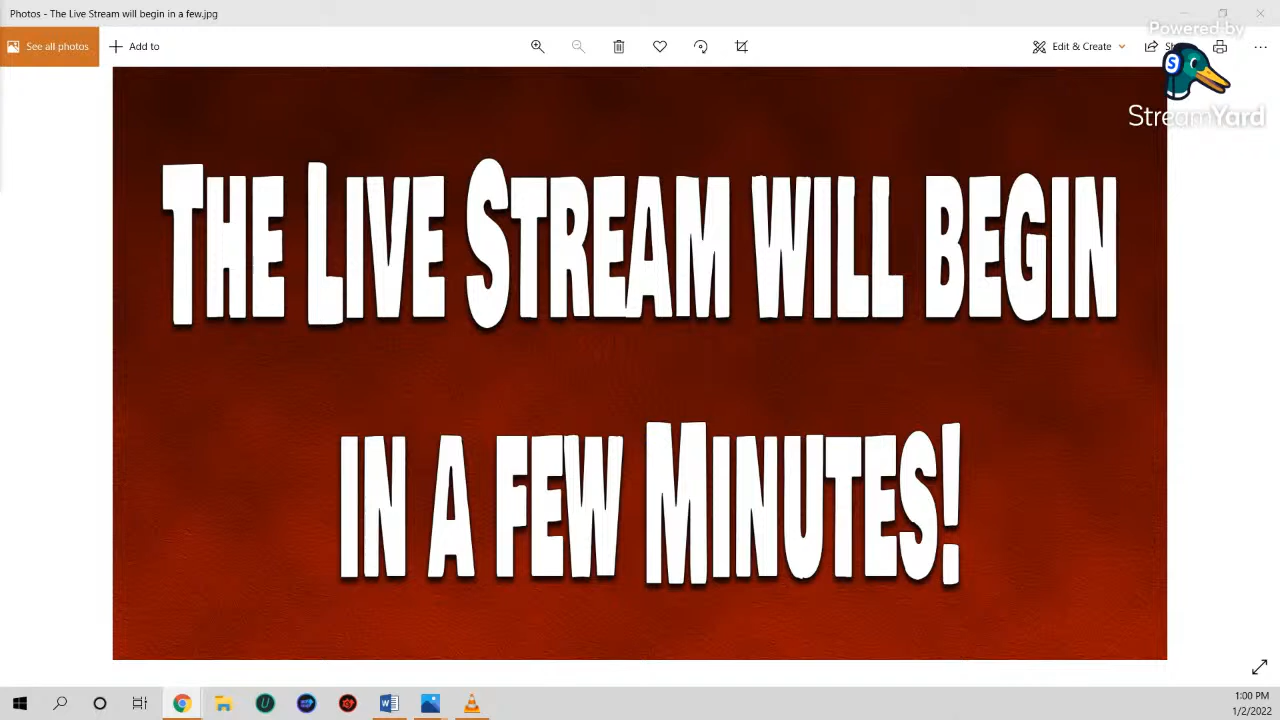 Photos - The Live Stream will begin in a few.jpg
Powered by
See all photos
Add to
Edit & Create
StreamYard
The Live Stream will begin
in a few Minutes!
1:00 PM
1/2/2022